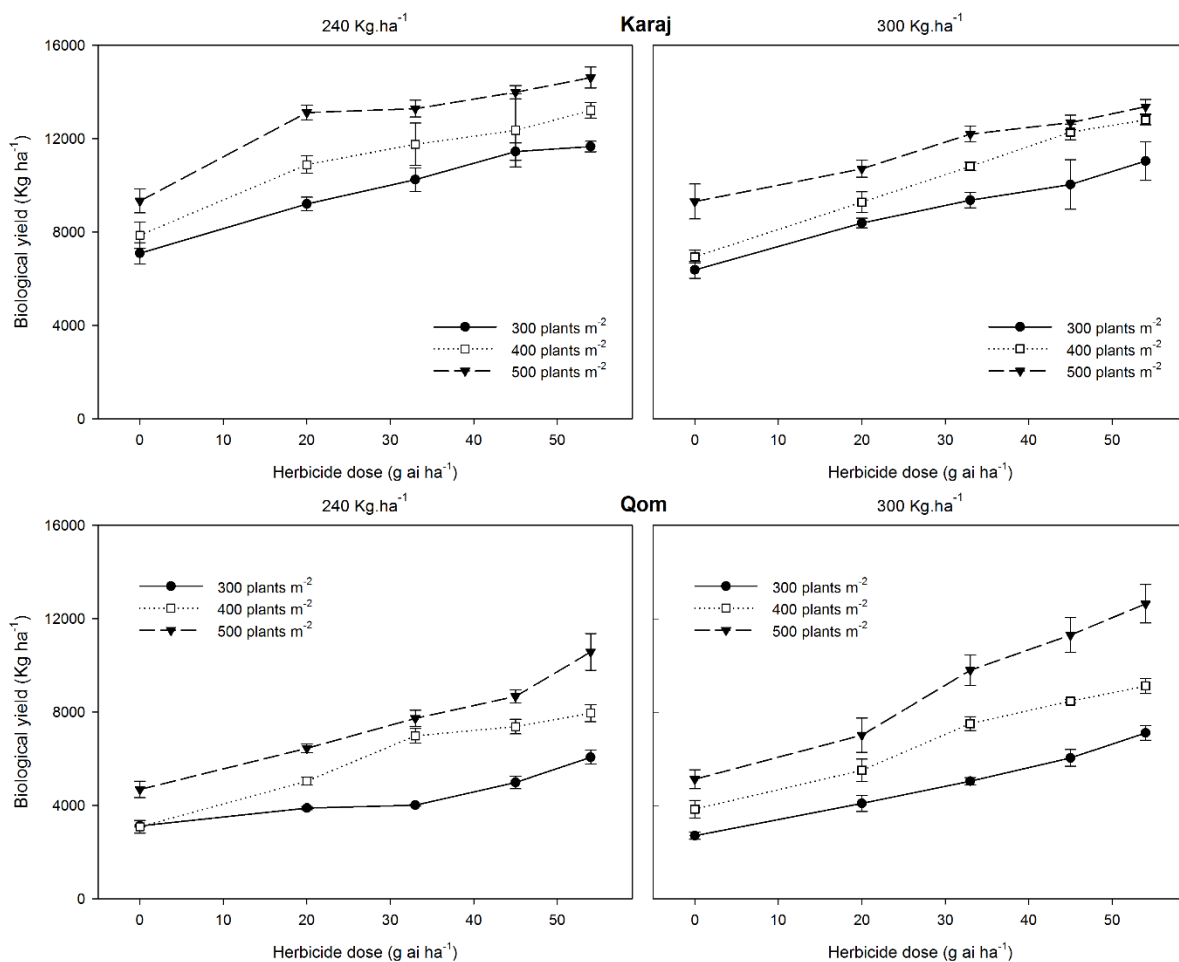 Karaj
240 Kg.ha⁻¹
300 Kg.ha⁻¹
Biological yield (Kg ha⁻¹)
16000
12000
8000
4000
0
300 plants m⁻²
400 plants m⁻²
500 plants m⁻²
300 plants m⁻²
400 plants m⁻²
500 plants m⁻²
0 10 20 30 40 50
0 10 20 30 40 50
Herbicide dose (g ai ha⁻¹)
Herbicide dose (g ai ha⁻¹)
Qom
240 Kg.ha⁻¹
300 Kg.ha⁻¹
Biological yield (Kg ha⁻¹)
16000
12000
8000
4000
0
300 plants m⁻²
400 plants m⁻²
500 plants m⁻²
300 plants m⁻²
400 plants m⁻²
500 plants m⁻²
0 10 20 30 40 50
0 10 20 30 40 50
Herbicide dose (g ai ha⁻¹)
Herbicide dose (g ai ha⁻¹)